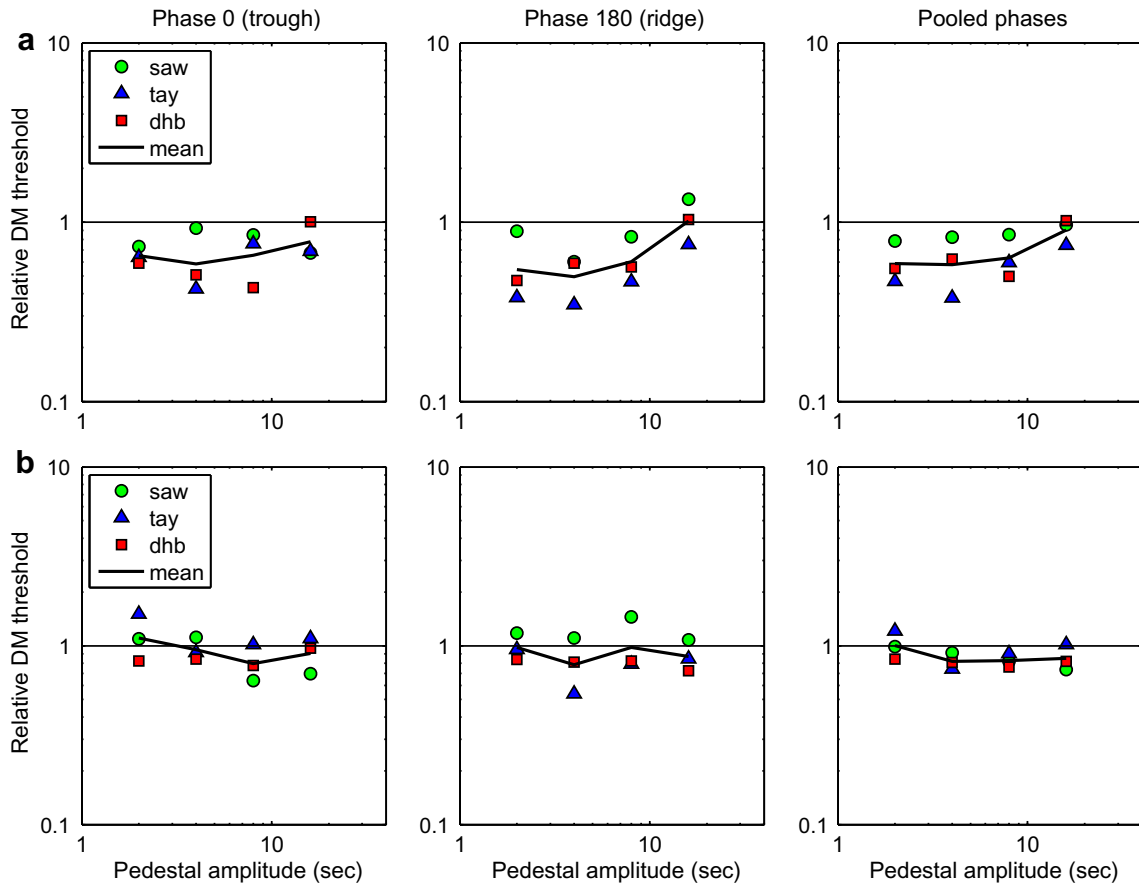 Phase 0 (trough)
Phase 180 (ridge)
Pooled phases
a
10
1
0.1
Relative DM threshold
saw
tay
dhb
mean
1
10
10
1
0.1
1
10
10
1
0.1
1
10
b
10
1
0.1
Relative DM threshold
saw
tay
dhb
mean
1
10
Pedestal amplitude (sec)
10
1
0.1
1
10
Pedestal amplitude (sec)
10
1
0.1
1
10
Pedestal amplitude (sec)